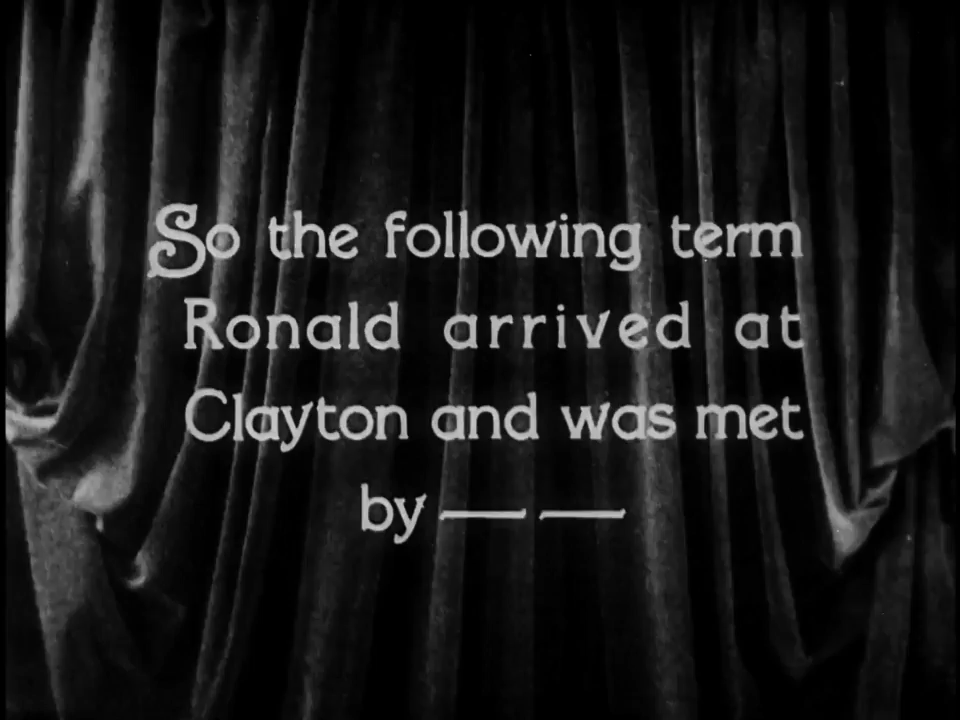 So the following term
Ronald arrived at
Clayton and was met
by — —